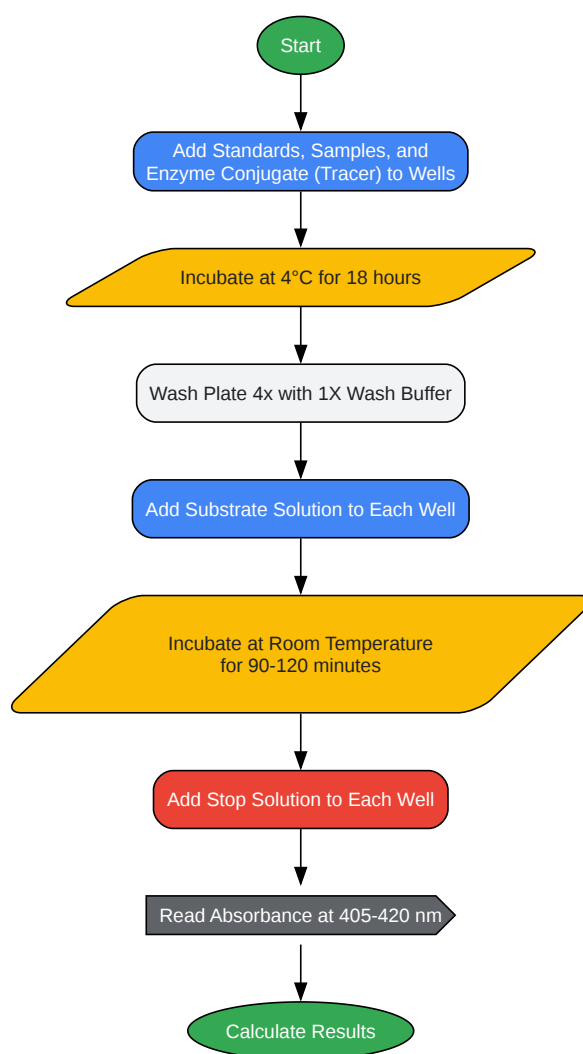 Start
Add Standards, Samples, and
Enzyme Conjugate (Tracer) to Wells
Incubate at 4°C for 18 hours
Wash Plate 4x with 1X Wash Buffer
Add Substrate Solution to Each Well
Incubate at Room Temperature
for 90-120 minutes
Add Stop Solution to Each Well
Read Absorbance at 405-420 nm
Calculate Results